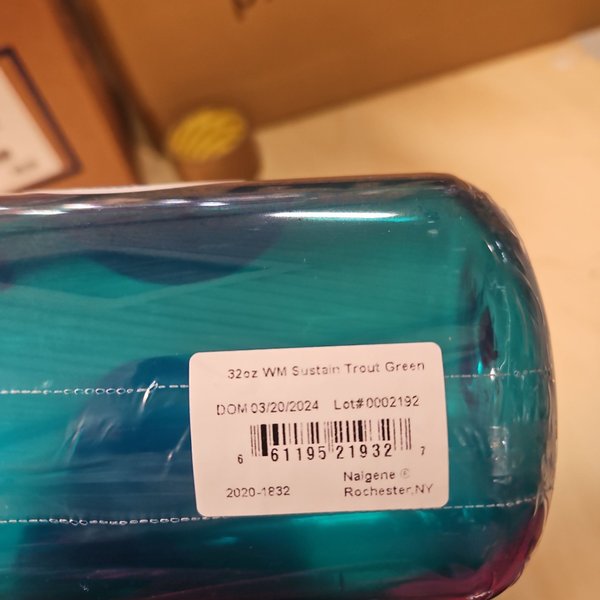 32oz WM Sustain Trout Green
DOM 03/20/2024 Lot# 0002192
6 61195 21932 7
Nalgene ®
2020-1832 Rochester, NY